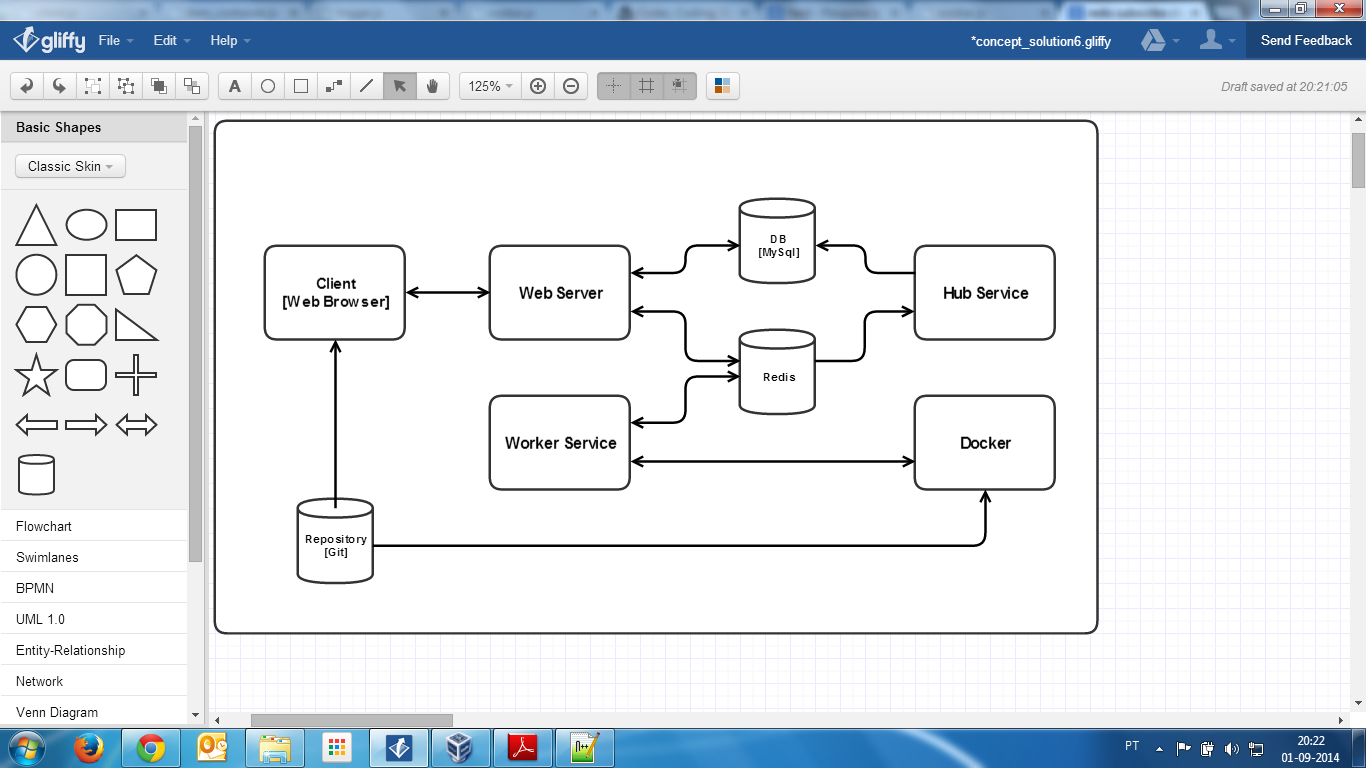 gliffy
File
Edit
Help
*concept_solution6.gliffy
Send Feedback
A
125%
Draft saved at 20:21:05
Basic Shapes
Classic Skin
Flowchart
Swimlanes
BPMN
UML 1.0
Entity-Relationship
Network
Venn Diagram
DB
[MySql]
Client
[Web Browser]
Web Server
Hub Service
Redis
Worker Service
Docker
Repository
[Git]
PT
20:22
01-09-2014